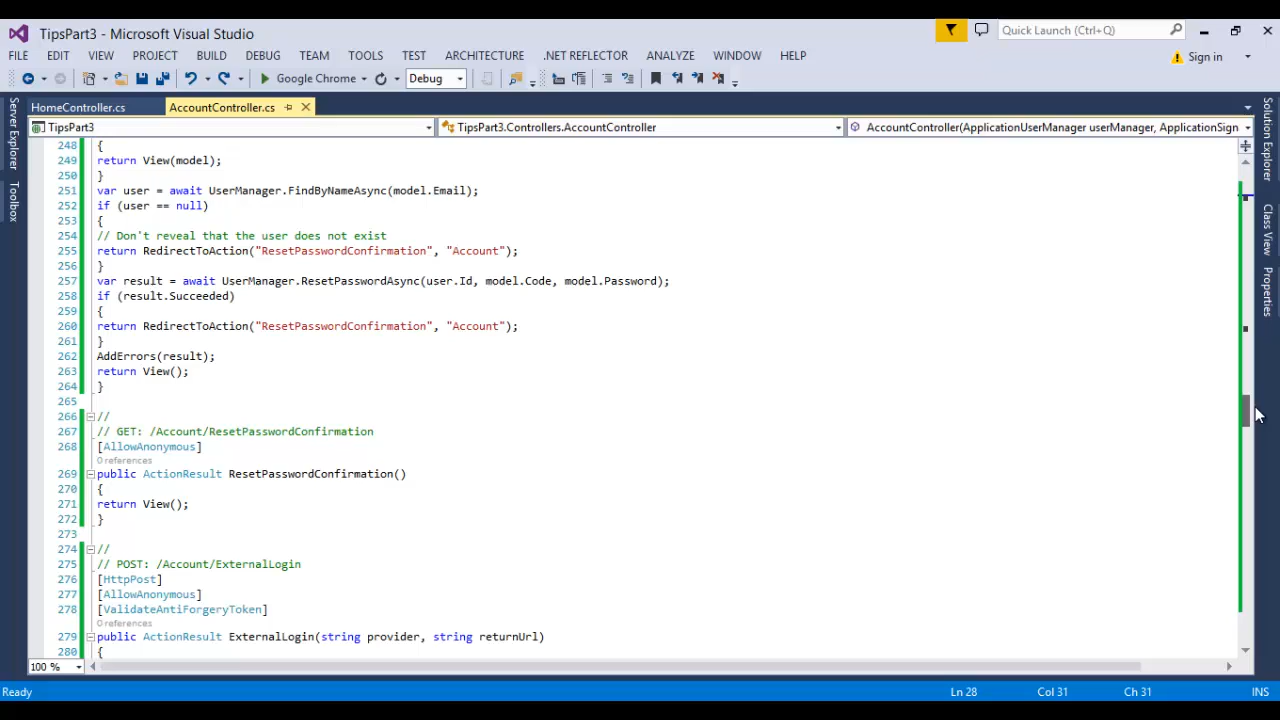 TipsPart3 - Microsoft Visual Studio
Quick Launch (Ctrl+Q)
FILE EDIT VIEW PROJECT BUILD DEBUG TEAM TOOLS TEST ARCHITECTURE .NET REFLECTOR ANALYZE WINDOW HELP
Sign in
Google Chrome
Debug
HomeController.cs
AccountController.cs
TipsPart3
TipsPart3.Controllers.AccountController
AccountController(ApplicationUserManager userManager, ApplicationSign
Server Explorer
Toolbox
Solution Explorer
Class View
Properties
248 {
249 return View(model);
250 }
251 var user = await UserManager.FindByNameAsync(model.Email);
252 if (user == null)
253 {
254 // Don't reveal that the user does not exist
255 return RedirectToAction("ResetPasswordConfirmation", "Account");
256 }
257 var result = await UserManager.ResetPasswordAsync(user.Id, model.Code, model.Password);
258 if (result.Succeeded)
259 {
260 return RedirectToAction("ResetPasswordConfirmation", "Account");
261 }
262 AddErrors(result);
263 return View();
264 }
265
266 //
267 // GET: /Account/ResetPasswordConfirmation
268 [AllowAnonymous]
0 references
269 public ActionResult ResetPasswordConfirmation()
270 {
271 return View();
272 }
273
274 //
275 // POST: /Account/ExternalLogin
276 [HttpPost]
277 [AllowAnonymous]
278 [ValidateAntiForgeryToken]
0 references
279 public ActionResult ExternalLogin(string provider, string returnUrl)
280 {
100 %
Ready
Ln 28
Col 31
Ch 31
INS